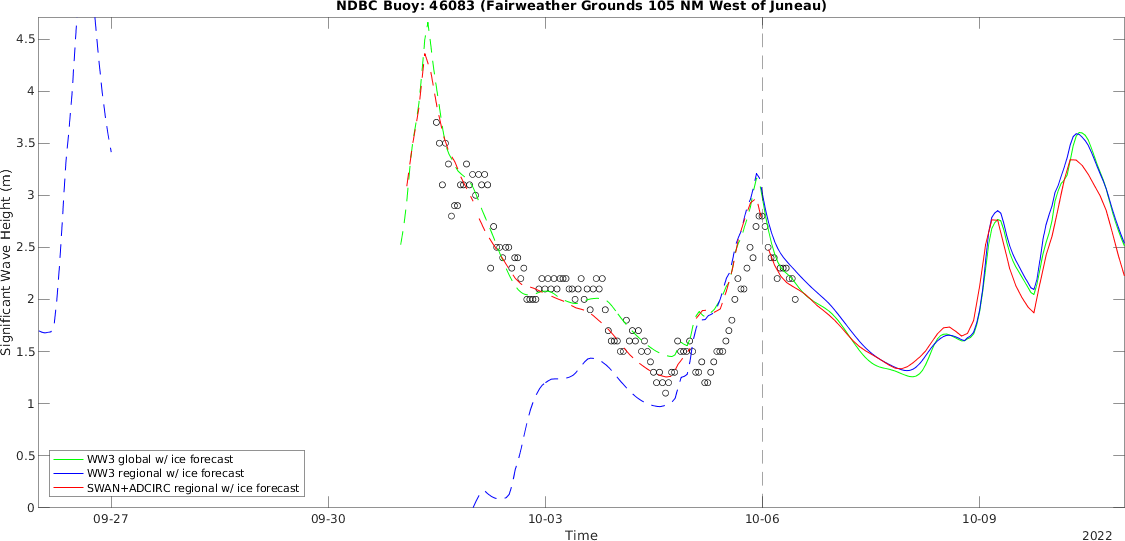 NDBC Buoy: 46083 (Fairweather Grounds 105 NM West of Juneau)
Significant Wave Height (m)
4.5
4
3.5
3
2.5
2
1.5
1
0.5
0
WW3 global w/ ice forecast
WW3 regional w/ ice forecast
SWAN+ADCIRC regional w/ ice forecast
09-27 09-30 10-03 10-06 10-09
Time
2022